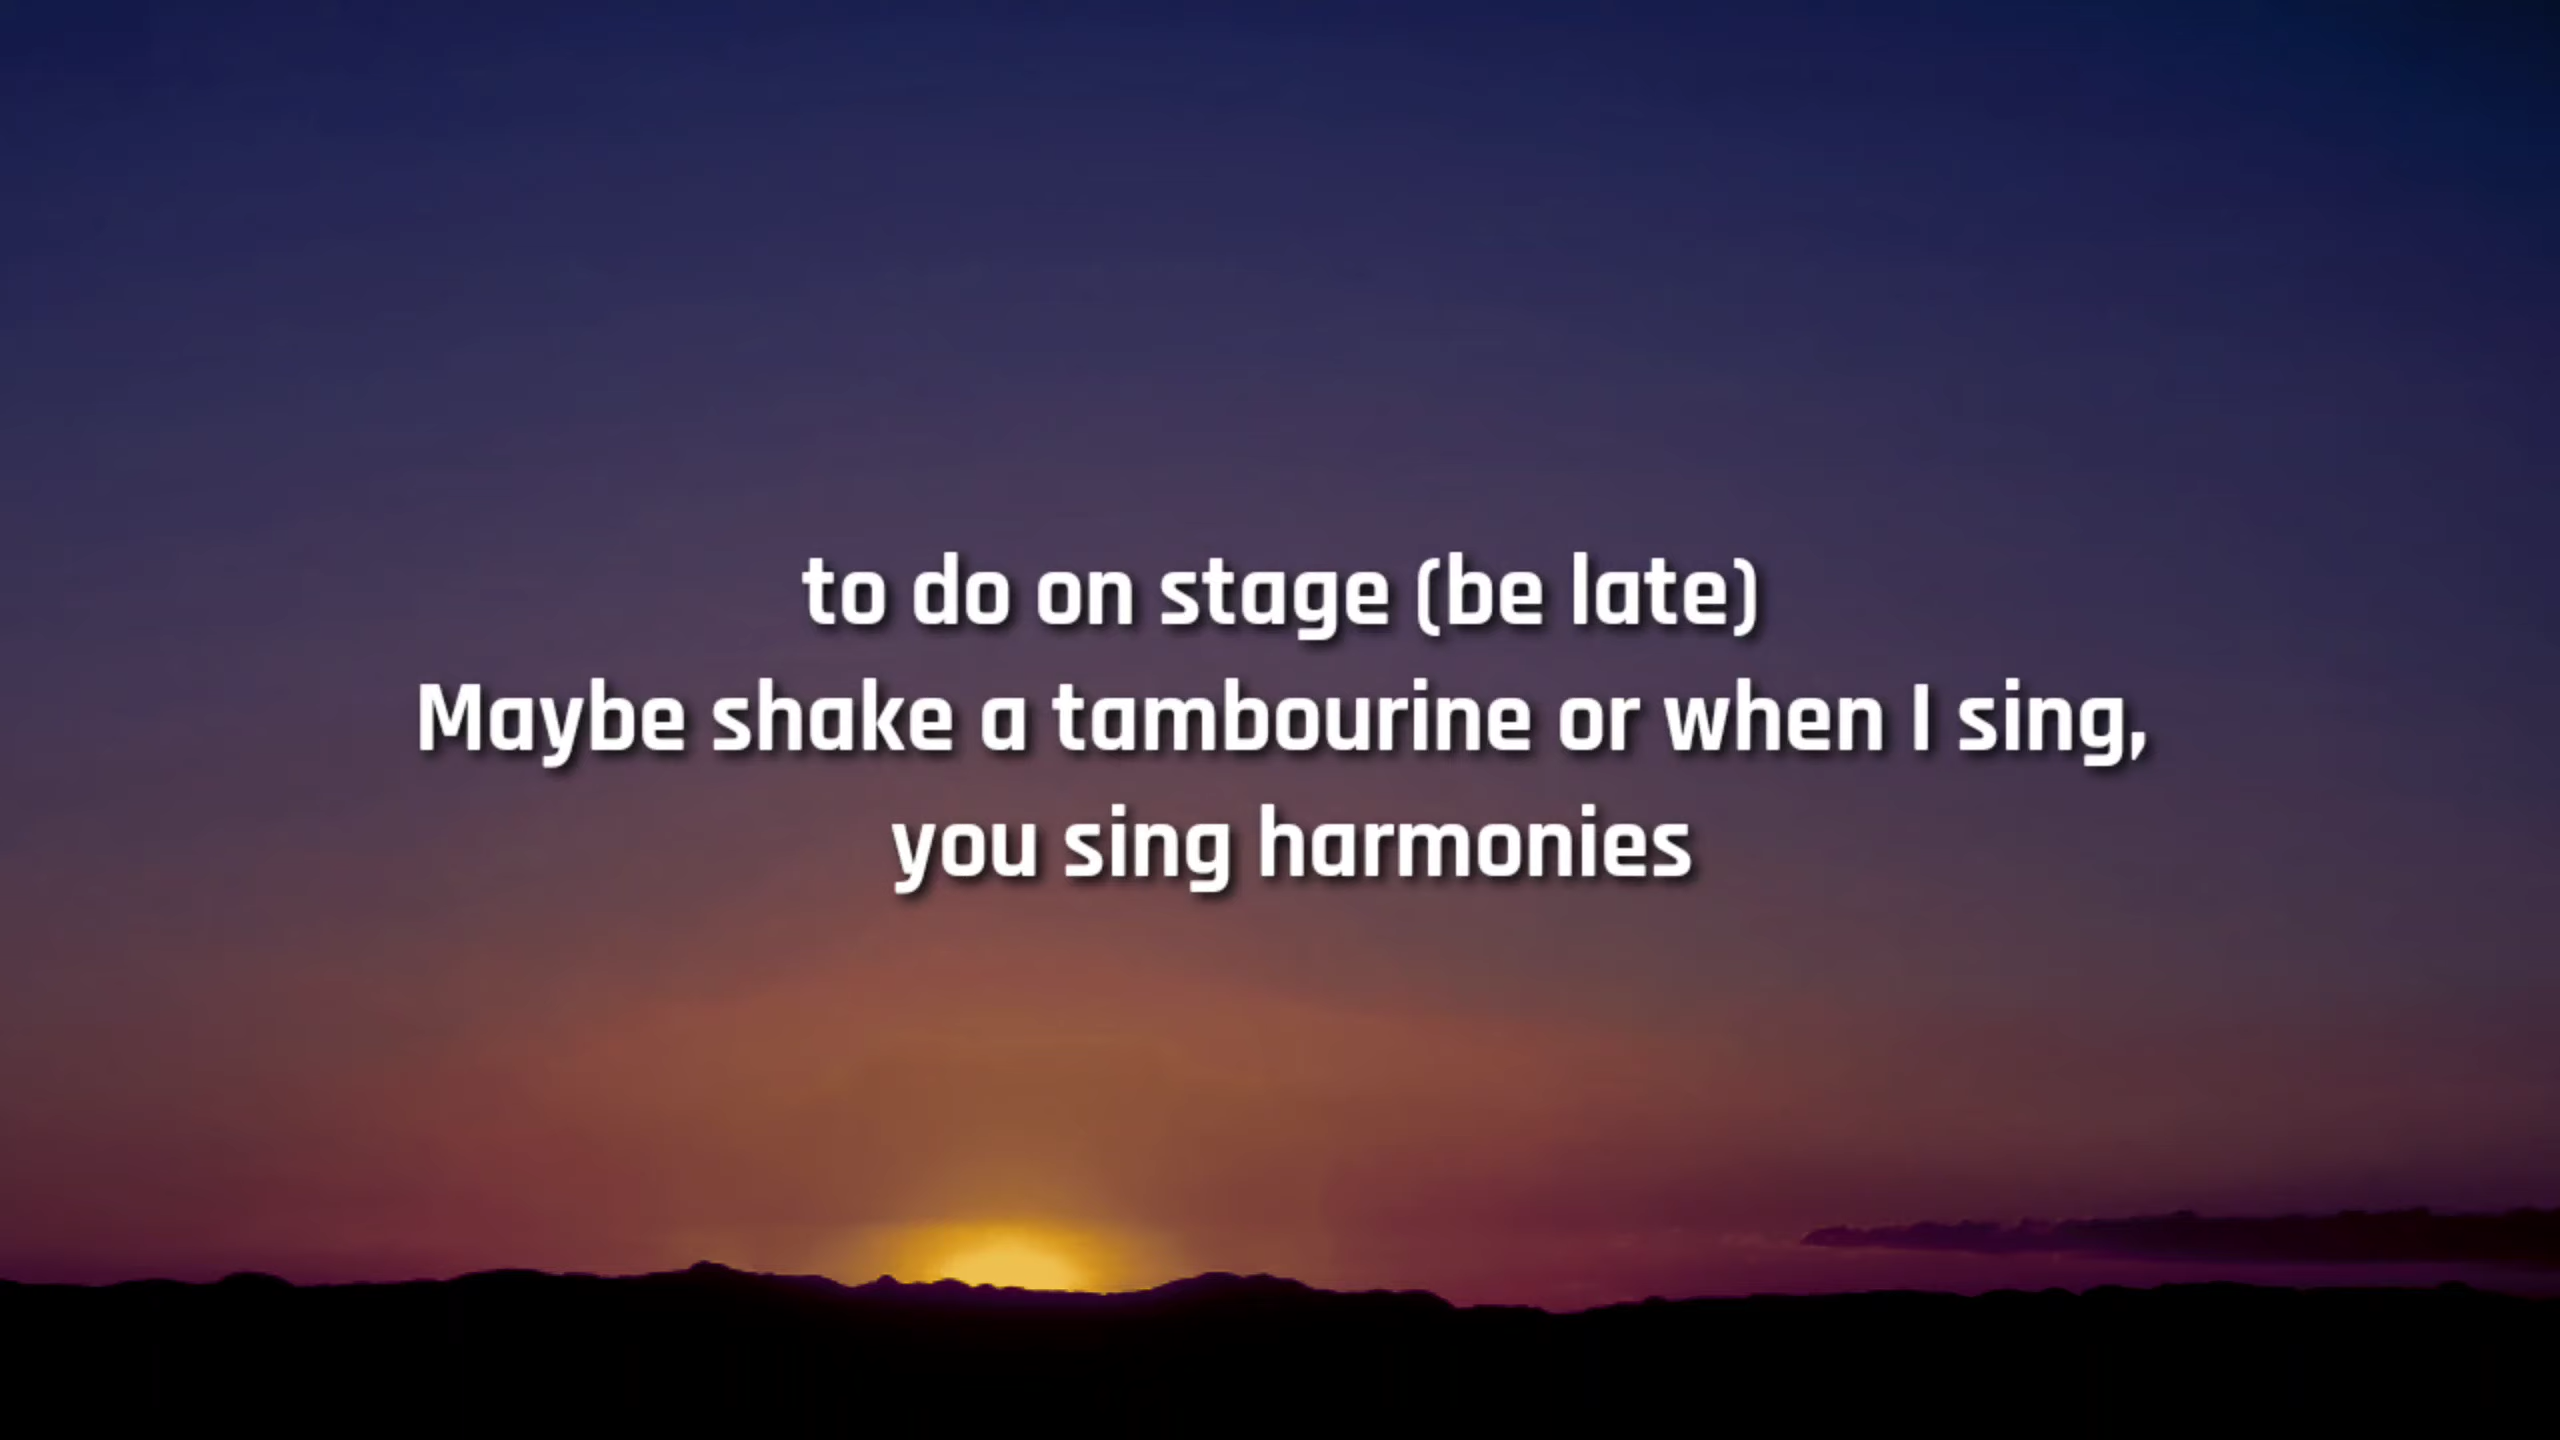 to do on stage (be late)
Maybe shake a tambourine or when I sing,
you sing harmonies